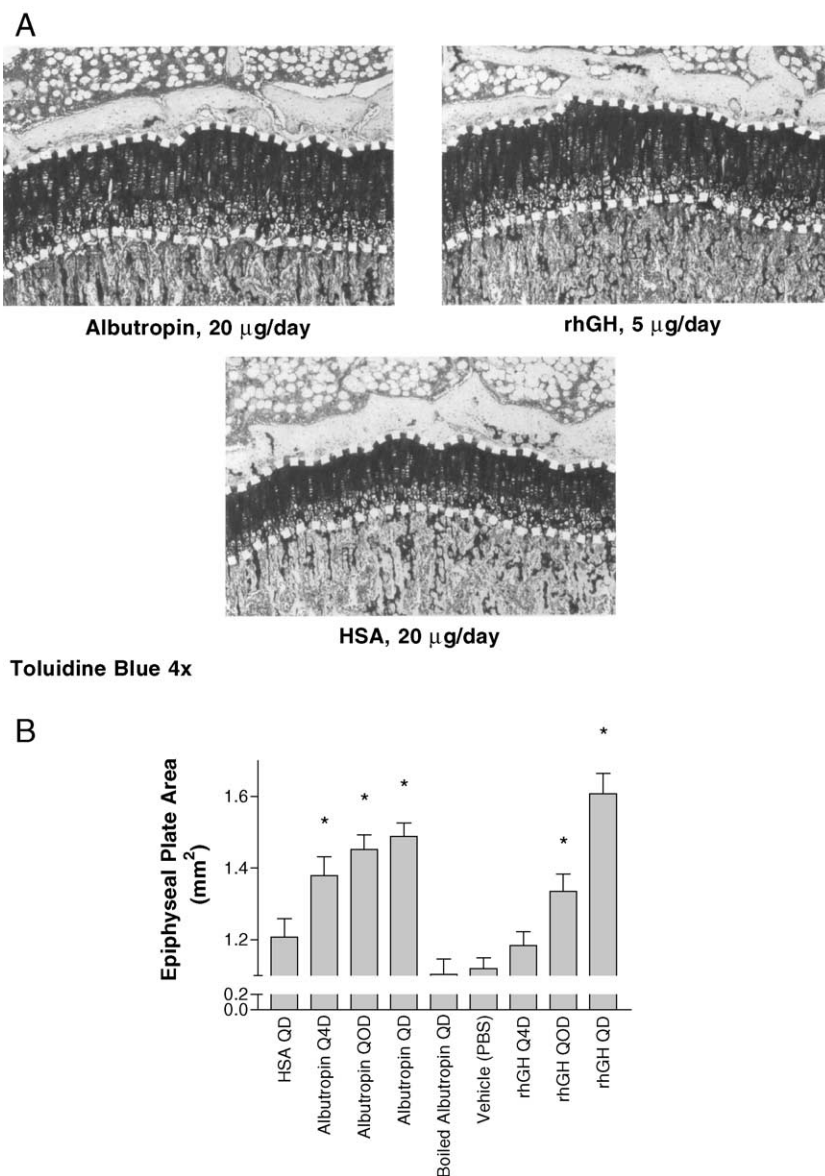 A
Albutropin, 20 μg/day
rhGH, 5 μg/day
HSA, 20 μg/day
Toluidine Blue 4x
B
Epiphyseal Plate Area
(mm²)
1.6
1.4
1.2
0.2
0.0
*
*
*
*
*
HSA QD
Albutropin Q4D
Albutropin QOD
Albutropin QD
Boiled Albutropin QD
Vehicle (PBS)
rhGH Q4D
rhGH QOD
rhGH QD